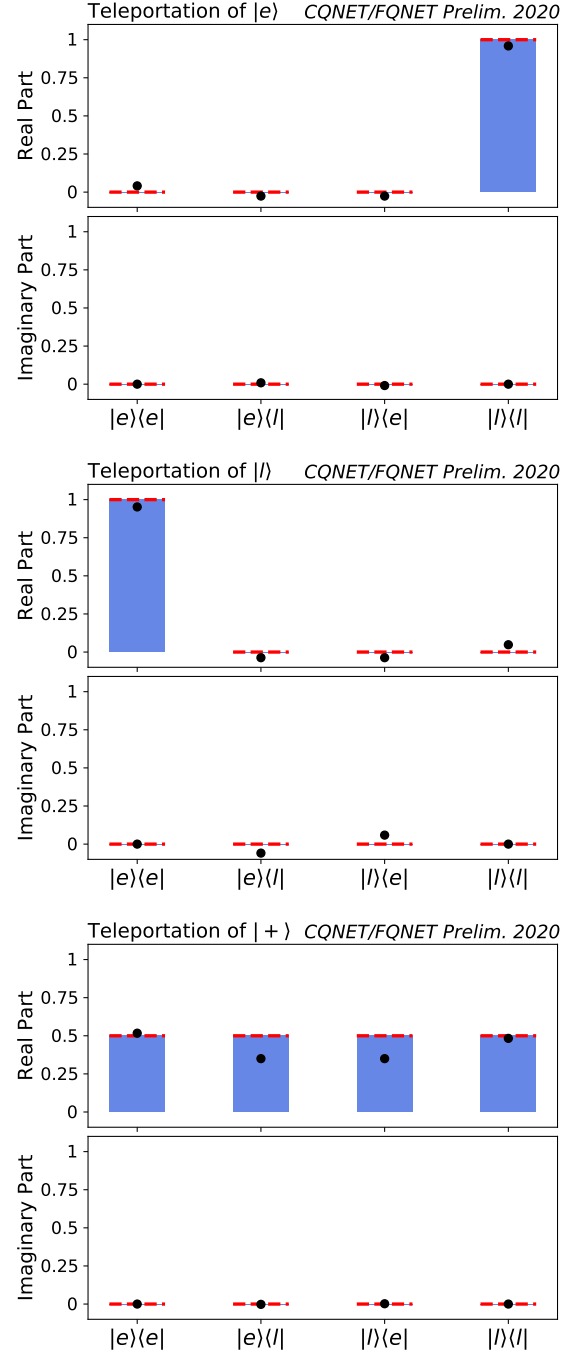 Teleportation of |e⟩ CQNET/FQNET Prelim. 2020
Real Part
1
0.75
0.5
0.25
0
Imaginary Part
1
0.75
0.5
0.25
0
|e⟩⟨e| |e⟩⟨l| |l⟩⟨e| |l⟩⟨l|
Teleportation of |l⟩ CQNET/FQNET Prelim. 2020
Real Part
1
0.75
0.5
0.25
0
Imaginary Part
1
0.75
0.5
0.25
0
|e⟩⟨e| |e⟩⟨l| |l⟩⟨e| |l⟩⟨l|
Teleportation of | + ⟩ CQNET/FQNET Prelim. 2020
Real Part
1
0.75
0.5
0.25
0
Imaginary Part
1
0.75
0.5
0.25
0
|e⟩⟨e| |e⟩⟨l| |l⟩⟨e| |l⟩⟨l|